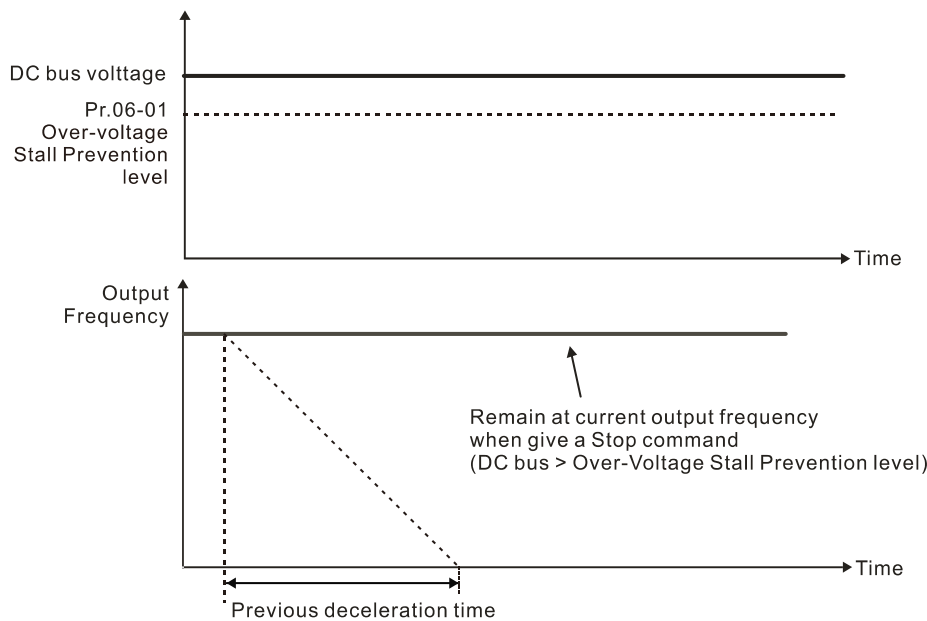 DC bus volttage
Pr.06-01
Over-voltage
Stall Prevention
level
Time
Output
Frequency
Remain at current output frequency
when give a Stop command
(DC bus > Over-Voltage Stall Prevention level)
Time
Previous deceleration time